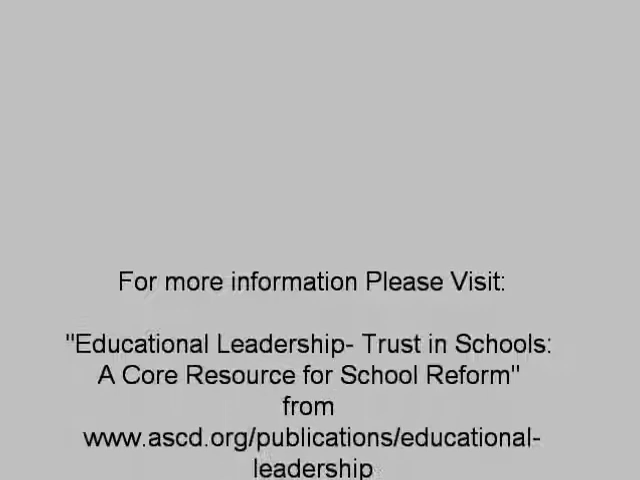 For more information Please Visit:
"Educational Leadership- Trust in Schools:
A Core Resource for School Reform"
from
www.ascd.org/publications/educational-
leadership